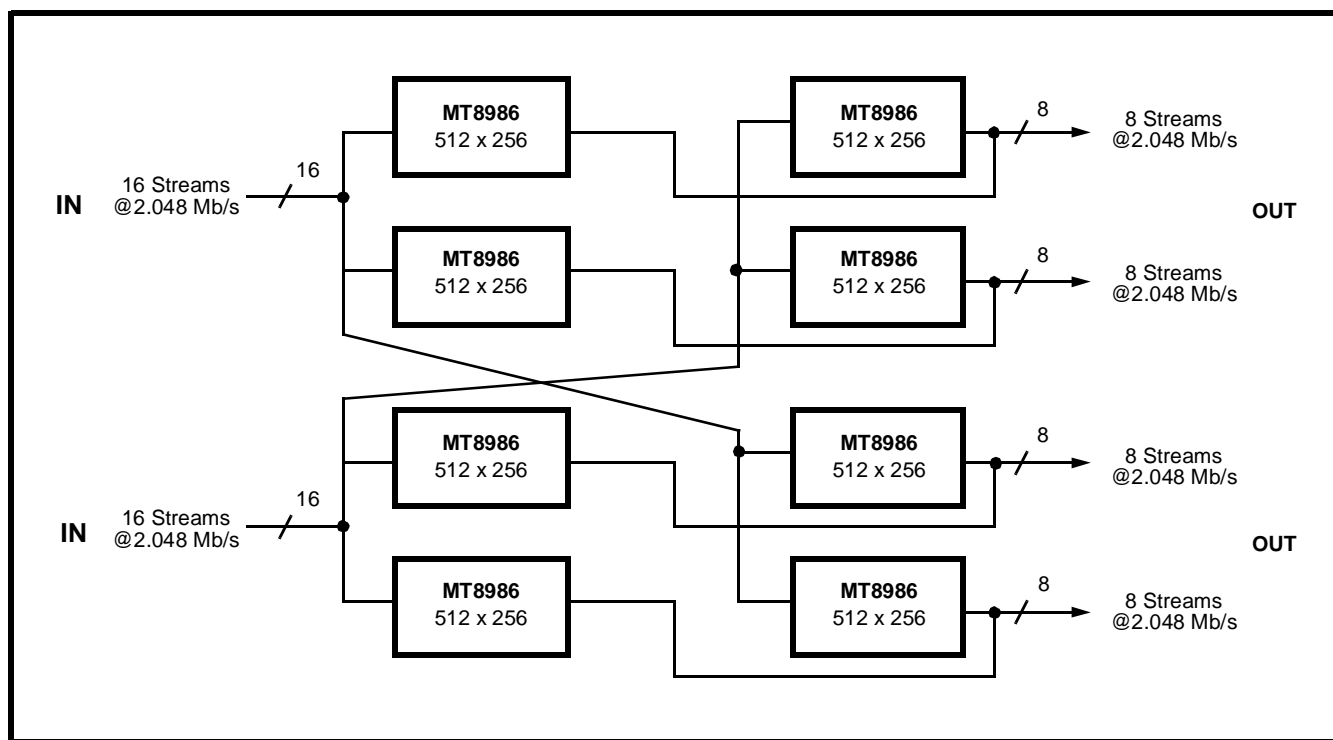 MT8986
512 x 256
MT8986
512 x 256
8
8 Streams
@2.048 Mb/s
IN
16 Streams
@2.048 Mb/s
16
OUT
MT8986
512 x 256
MT8986
512 x 256
8
8 Streams
@2.048 Mb/s
MT8986
512 x 256
MT8986
512 x 256
8
8 Streams
@2.048 Mb/s
IN
16 Streams
@2.048 Mb/s
16
OUT
MT8986
512 x 256
MT8986
512 x 256
8
8 Streams
@2.048 Mb/s